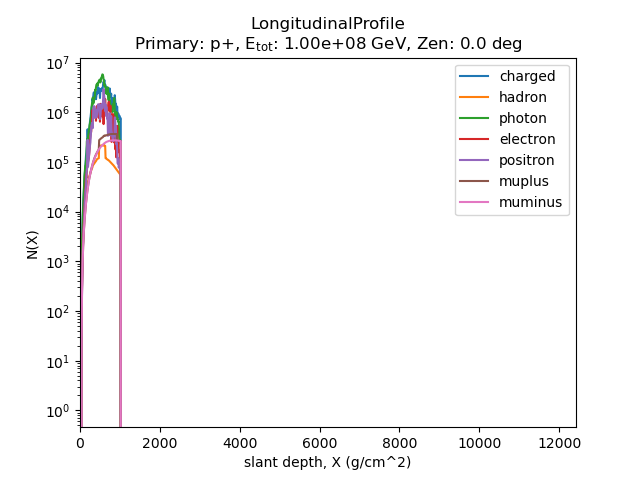 LongitudinalProfile
Primary: p+, E_tot: 1.00e+08 GeV, Zen: 0.0 deg
charged
hadron
photon
electron
positron
muplus
muminus
N(X)
10^7
10^6
10^5
10^4
10^3
10^2
10^1
10^0
0 2000 4000 6000 8000 10000 12000
slant depth, X (g/cm^2)